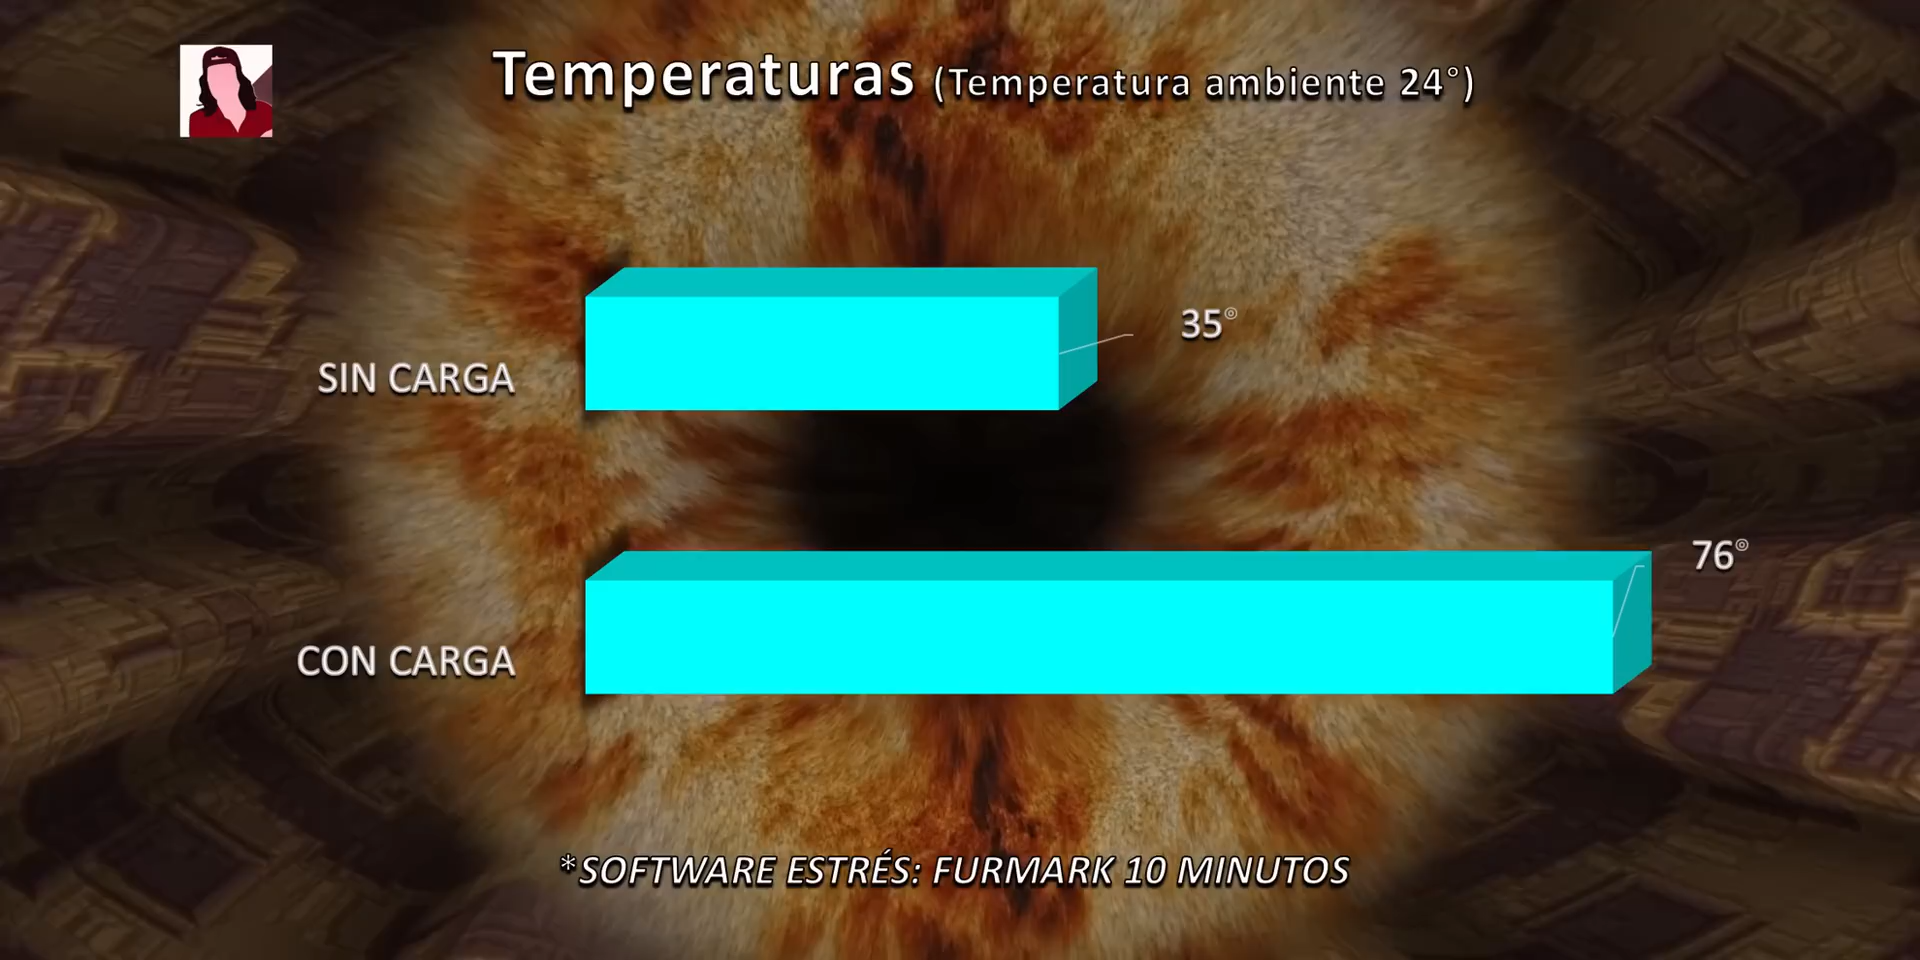 Temperaturas (Temperatura ambiente 24°)
35°
SIN CARGA
76°
CON CARGA
*SOFTWARE ESTRÉS: FURMARK 10 MINUTOS